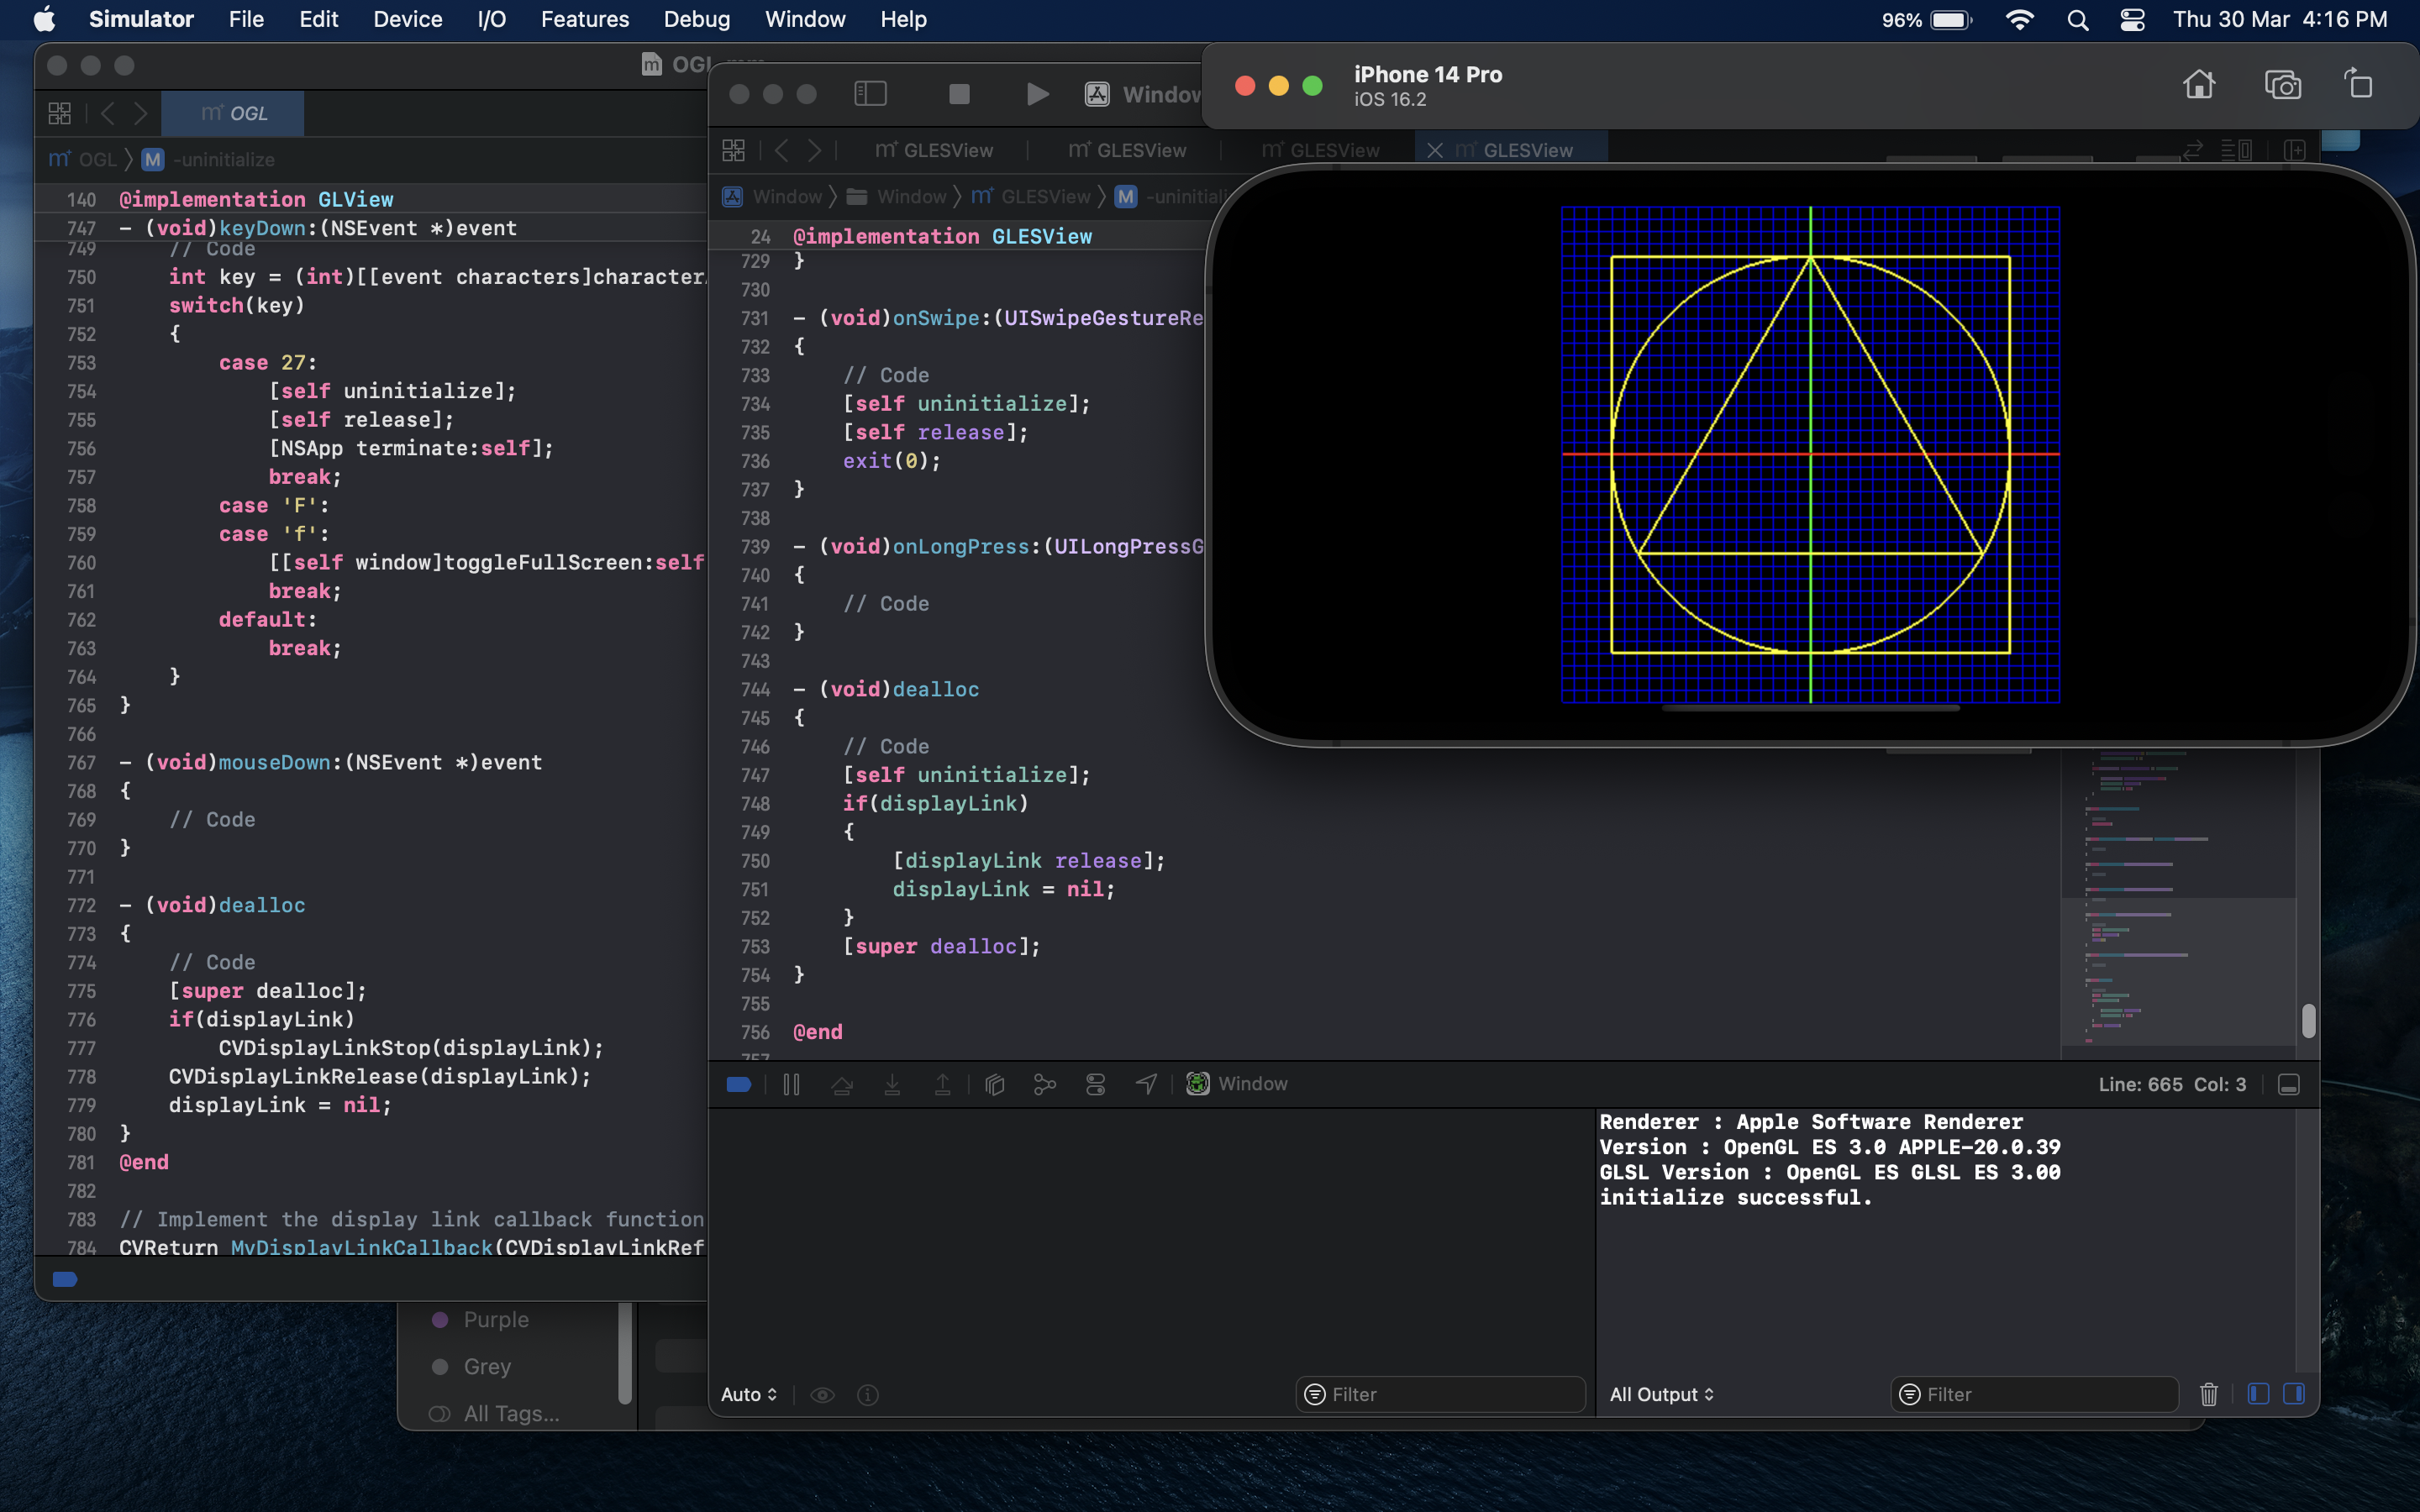 Simulator File Edit Device I/O Features Debug Window Help 96% Thu 30 Mar 4:16 PM
OGL
OGL
OGL M -uninitialize
140 @implementation GLView
747 - (void)keyDown:(NSEvent *)event
749 // Code
750 int key = (int)[[event characters]character
751 switch(key)
752 {
753 case 27:
754 [self uninitialize];
755 [self release];
756 [NSApp terminate:self];
757 break;
758 case 'F':
759 case 'f':
760 [[self window]toggleFullScreen:self
761 break;
762 default:
763 break;
764 }
765 }
766
767 - (void)mouseDown:(NSEvent *)event
768 {
769 // Code
770 }
771
772 - (void)dealloc
773 {
774 // Code
775 [super dealloc];
776 if(displayLink)
777 CVDisplayLinkStop(displayLink);
778 CVDisplayLinkRelease(displayLink);
779 displayLink = nil;
780 }
781 @end
782
783 // Implement the display link callback function
784 CVReturn MyDisplayLinkCallback(CVDisplayLinkRef
Purple
Grey
All Tags...
Window
GLESView GLESView GLESView GLESView
Window Window GLESView M
24 @implementation GLESView
729 }
730
731 - (void)onSwipe:(UISwipeGestureRe
732 {
733 // Code
734 [self uninitialize];
735 [self release];
736 exit(0);
737 }
738
739 - (void)onLongPress:(UILongPressG
740 {
741 // Code
742 }
743
744 - (void)dealloc
745 {
746 // Code
747 [self uninitialize];
748 if(displayLink)
749 {
750 [displayLink release];
751 displayLink = nil;
752 }
753 [super dealloc];
754 }
755
756 @end
757
Window Line: 665 Col: 3
Renderer : Apple Software Renderer
Version : OpenGL ES 3.0 APPLE-20.0.39
GLSL Version : OpenGL ES GLSL ES 3.00
initialize successful.
Auto Filter All Output Filter
iPhone 14 Pro
iOS 16.2